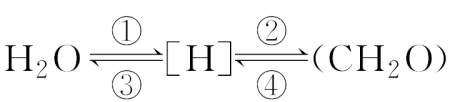 H₂O ①⇌③ [H] ②⇌④ (CH₂O)